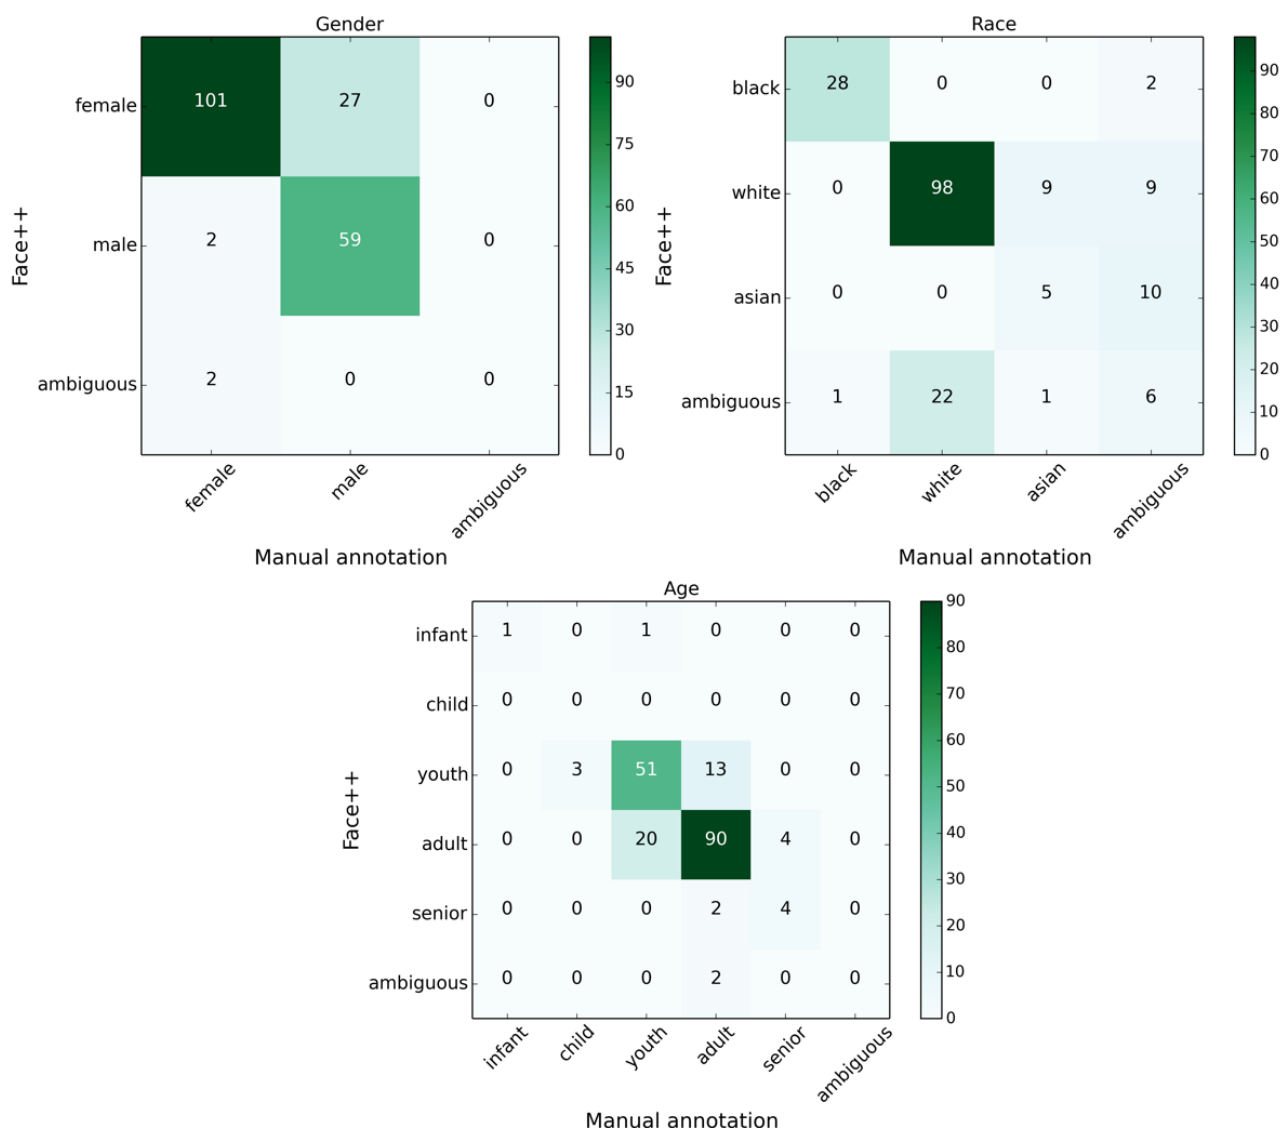 Gender
female 101 27 0
male 2 59 0
ambiguous 2 0 0
female male ambiguous
Manual annotation
Face++
90
75
60
45
30
15
0
Race
black 28 0 0 2
white 0 98 9 9
asian 0 0 5 10
ambiguous 1 22 1 6
black white asian ambiguous
Manual annotation
Face++
90
80
70
60
50
40
30
20
10
0
Age
infant 1 0 1 0 0 0
child 0 0 0 0 0 0
youth 0 3 51 13 0 0
adult 0 0 20 90 4 0
senior 0 0 0 2 4 0
ambiguous 0 0 0 2 0 0
infant child youth adult senior ambiguous
Manual annotation
Face++
90
80
70
60
50
40
30
20
10
0